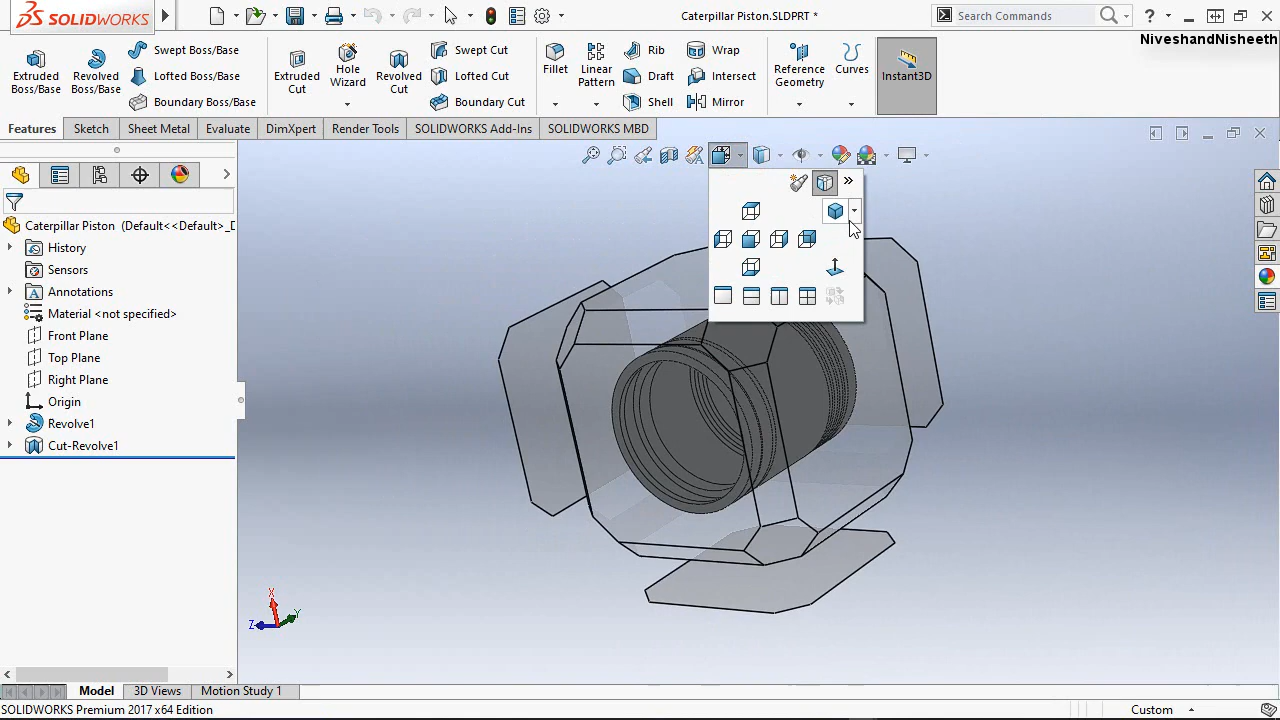 SOLIDWORKS
Caterpillar Piston.SLDPRT *
Search Commands
?
NiveshandNisheeth
Extruded Boss/Base
Revolved Boss/Base
Swept Boss/Base
Lofted Boss/Base
Boundary Boss/Base
Extruded Cut
Hole Wizard
Revolved Cut
Swept Cut
Lofted Cut
Boundary Cut
Fillet
Linear Pattern
Rib
Draft
Shell
Wrap
Intersect
Mirror
Reference Geometry
Curves
Instant3D
Features
Sketch
Sheet Metal
Evaluate
DimXpert
Render Tools
SOLIDWORKS Add-Ins
SOLIDWORKS MBD
Caterpillar Piston (Default<<Default>_D
History
Sensors
Annotations
Material <not specified>
Front Plane
Top Plane
Right Plane
Origin
Revolve1
Cut-Revolve1
X
Y
Z
Model
3D Views
Motion Study 1
SOLIDWORKS Premium 2017 x64 Edition
Custom